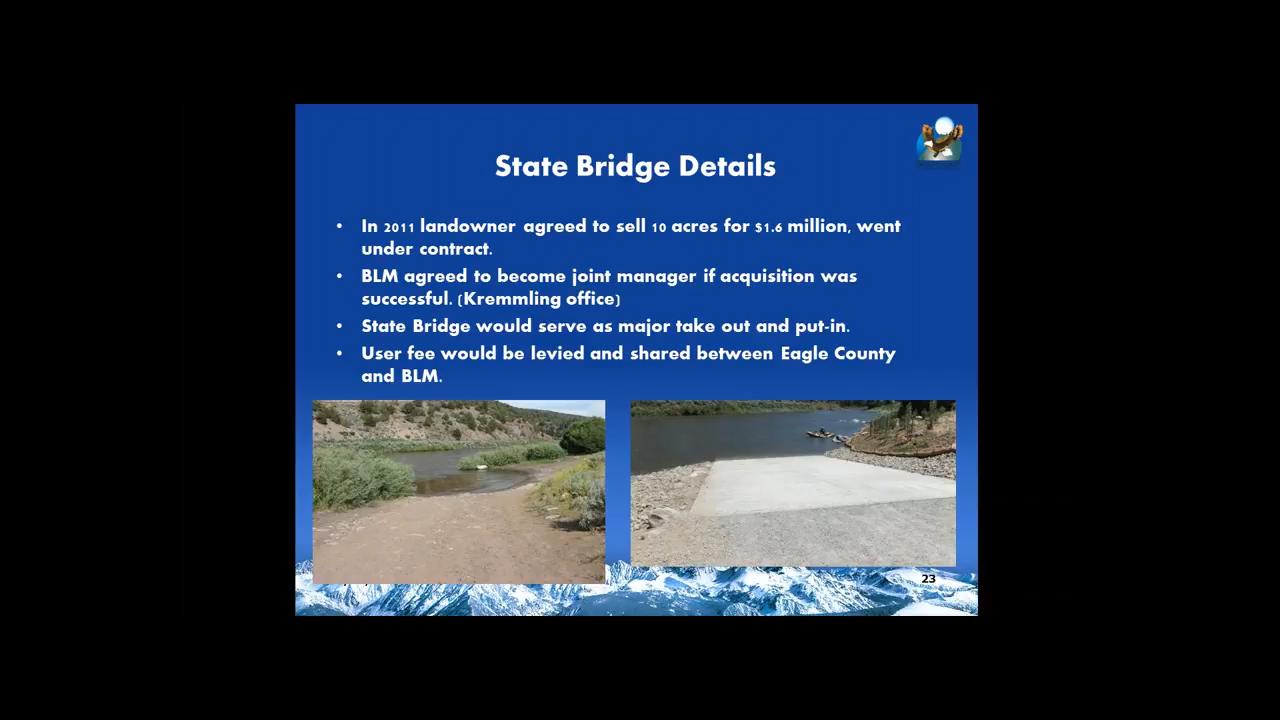 State Bridge Details
• In 2011 landowner agreed to sell 10 acres for $1.6 million, went
under contract.
• BLM agreed to become joint manager if acquisition was
successful. (Kremmling office)
• State Bridge would serve as major take out and put-in.
• User fee would be levied and shared between Eagle County
and BLM.
23